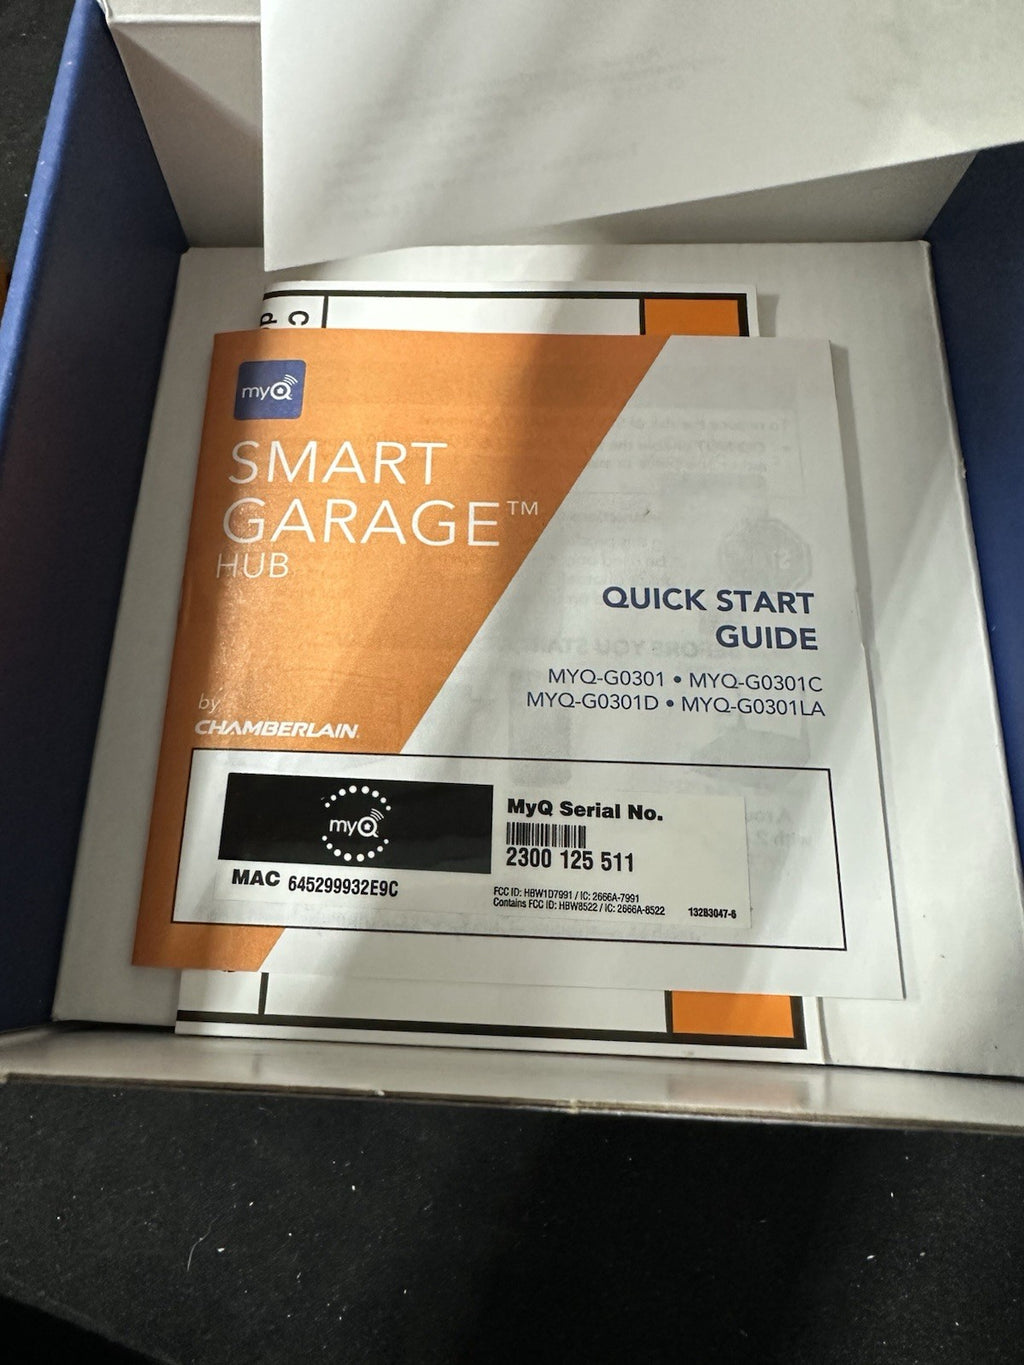 myQ
SMART
GARAGE™
HUB
QUICK START
GUIDE
MYQ-G0301 • MYQ-G0301C
MYQ-G0301D • MYQ-G0301LA
by
CHAMBERLAIN
myQ
MyQ Serial No.
2300 125 511
MAC 645299932E9C
FCC ID: HBW1D7991 / IC: 2666A-7991
Contains FCC ID: HBW8522 / IC: 2666A-8522
132B3047-6